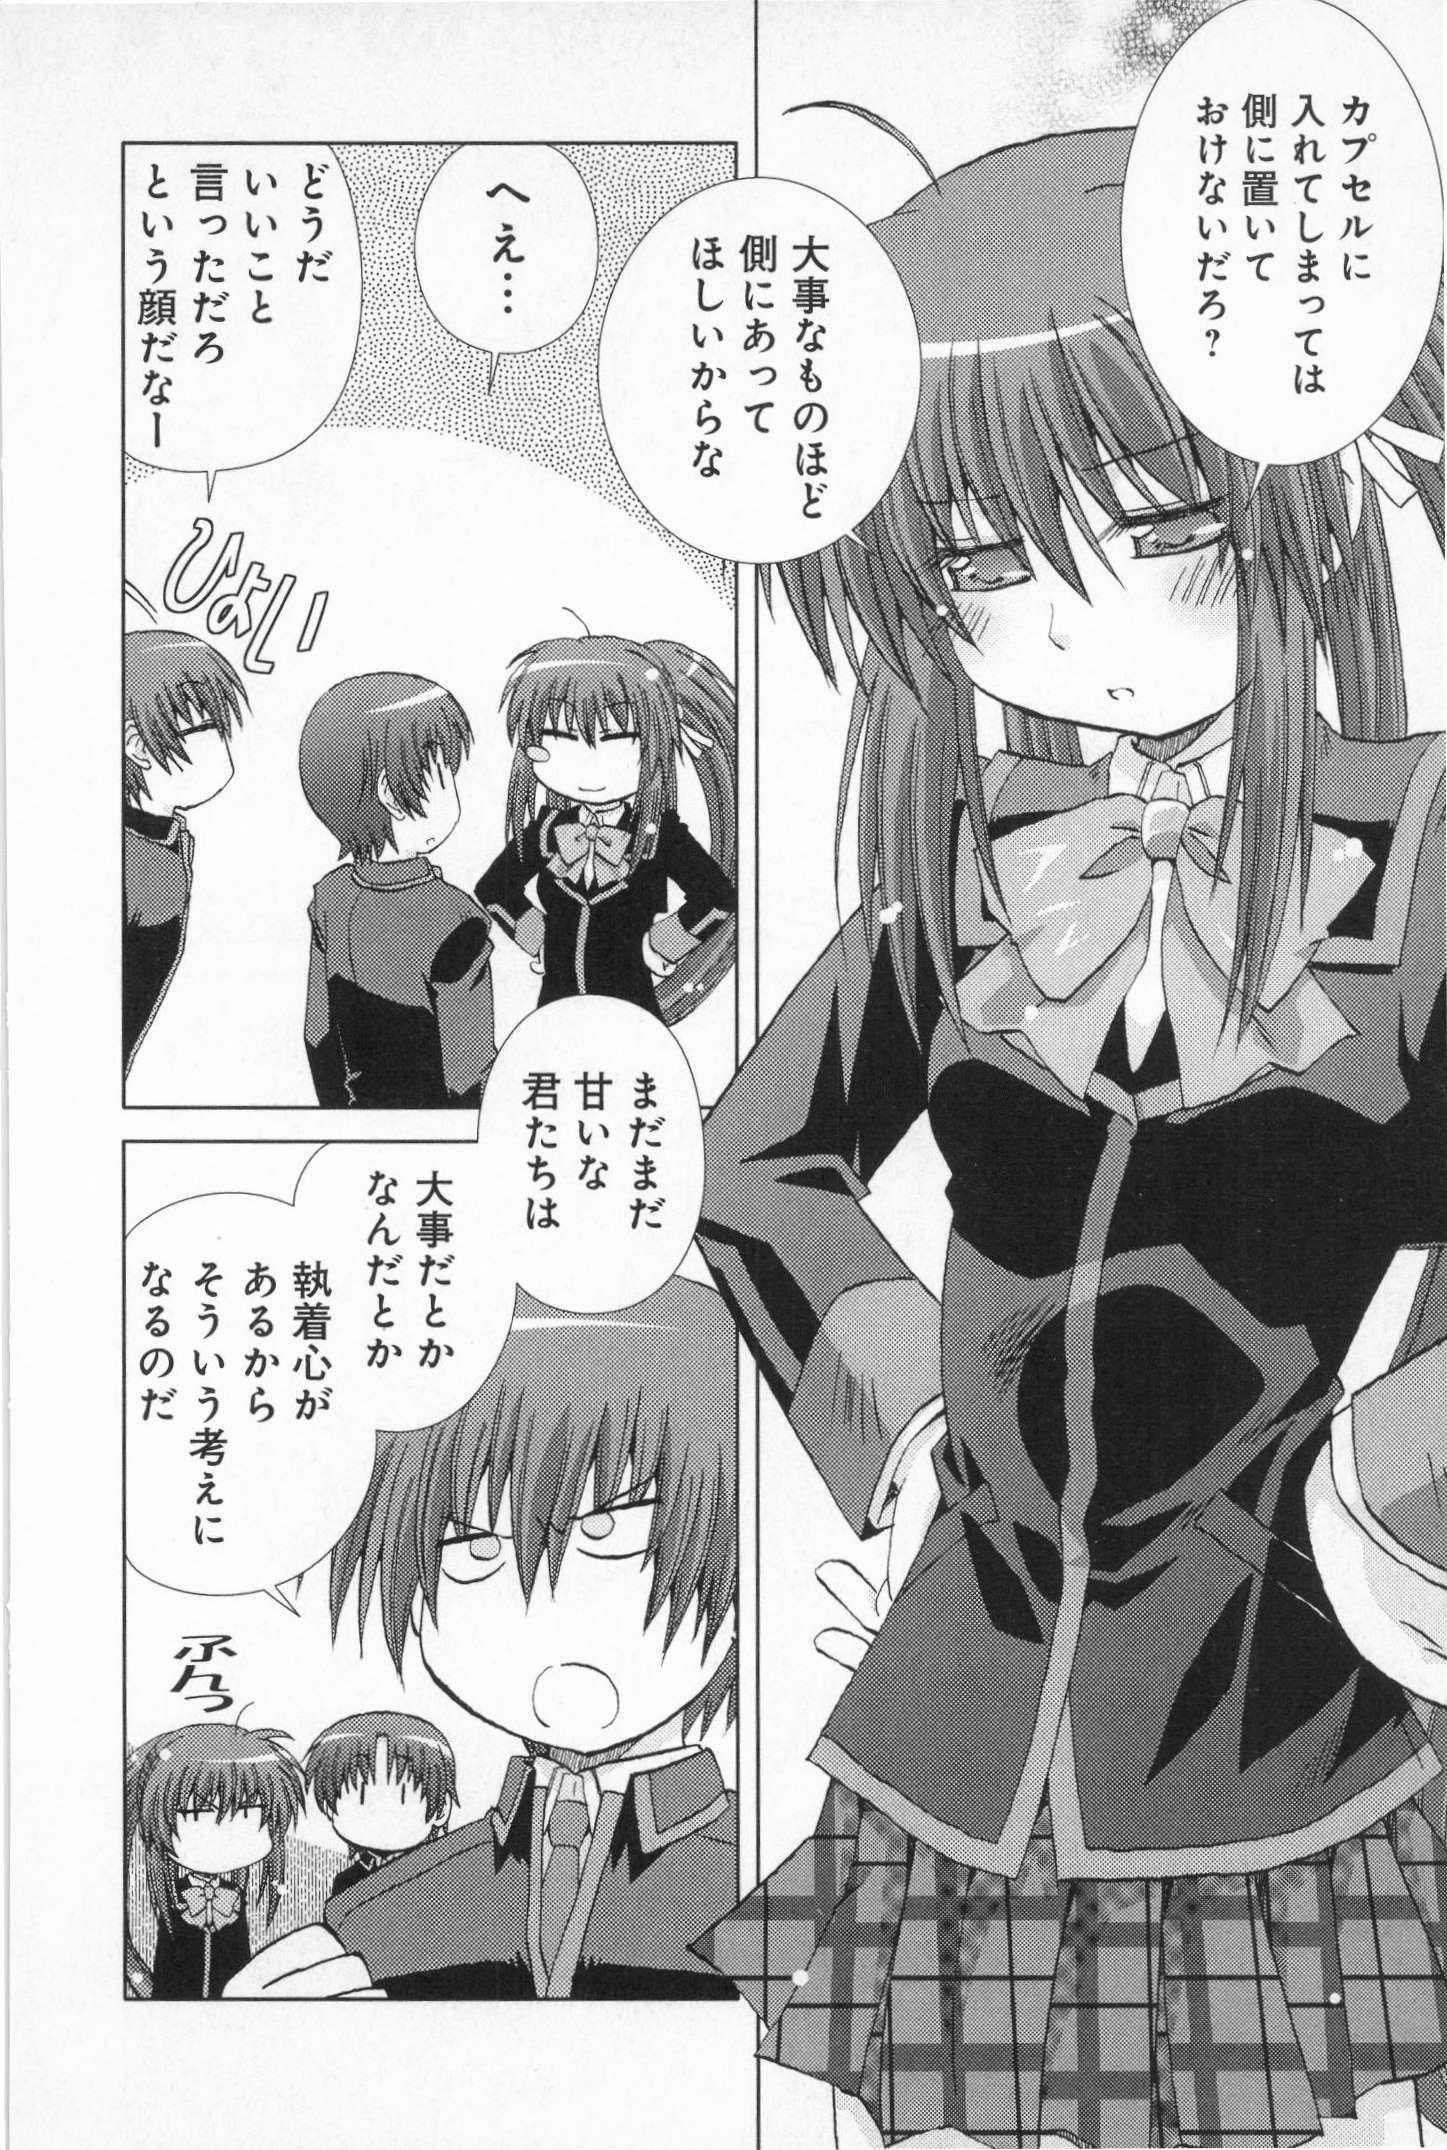 カプセルに
入れてしまっては
側に置いて
おけないだろ?
大事なものほど
側にあって
ほしいからな
へえ…
どうだ
いいこと
言っただろ
という顔だなー
ひょい
まだまだ
甘いな
君たちは
大事だとか
なんだとか
執着心が
あるから
そういう考えに
なるのだ
ふんっ